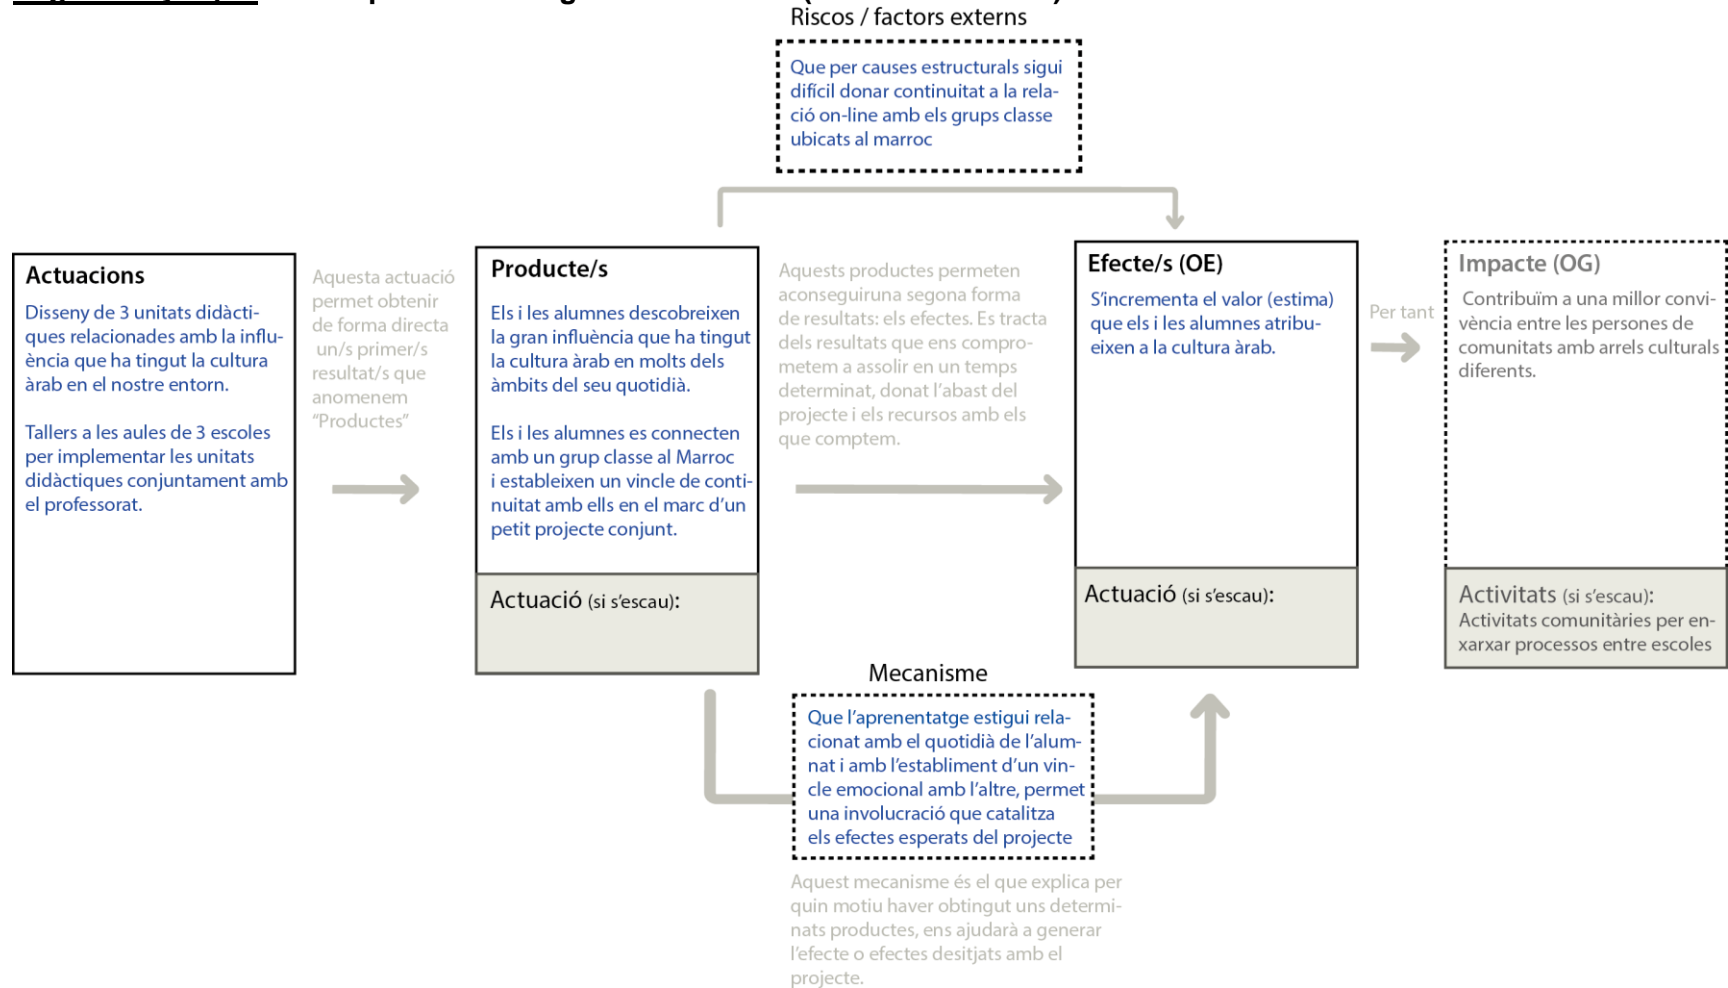 Riscos / factors externs
Que per causes estructurals sigui
difícil donar continuitat a la rela-
ció on-line amb els grups classe
ubicats al marroc
Actuacions
Disseny de 3 unitats didàcti-
ques relacionades amb la influ-
ència que ha tingut la cultura
àrab en el nostre entorn.
Tallers a les aules de 3 escoles
per implementar les unitats
didàctiques conjuntament amb
el professorat.
Aquesta actuació
permet obtenir
de forma directa
un/s primer/s
resultat/s que
anomenem
“Productes”
Producte/s
Els i les alumnes descobreixen
la gran influència que ha tingut
la cultura àrab en molts dels
àmbits del seu quotidià.
Els i les alumnes es connecten
amb un grup classe al Marroc
i estableixen un vincle de conti-
nuitat amb ells en el marc d’un
petit projecte conjunt.
Actuació (si s’escau):
Aquests productes permeten
aconseguiruna segona forma
de resultats: els efectes. Es tracta
dels resultats que ens compro-
metem a assolir en un temps
determinat, donat l’abast del
projecte i els recursos amb els
que comptem.
Efecte/s (OE)
S’incrementa el valor (estima)
que els i les alumnes atribu-
eixen a la cultura àrab.
Actuació (si s’escau):
Per tant
Impacte (OG)
Contribuïm a una millor convi-
vència entre les persones de
comunitats amb arrels culturals
diferents.
Activitats (si s’escau):
Activitats comunitàries per en-
xarxar processos entre escoles
Mecanisme
Que l’aprenentatge estigui rela-
cionat amb el quotidià de l’alum-
nat i amb l’establiment d’un vin-
cle emocional amb l’altre, permet
una involucració que catalitza
els efectes esperats del projecte
Aquest mecanisme és el que explica per
quin motiu haver obtingut uns determi-
nats productes, ens ajudarà a generar
l’efecte o efectes desitjats amb el
projecte.